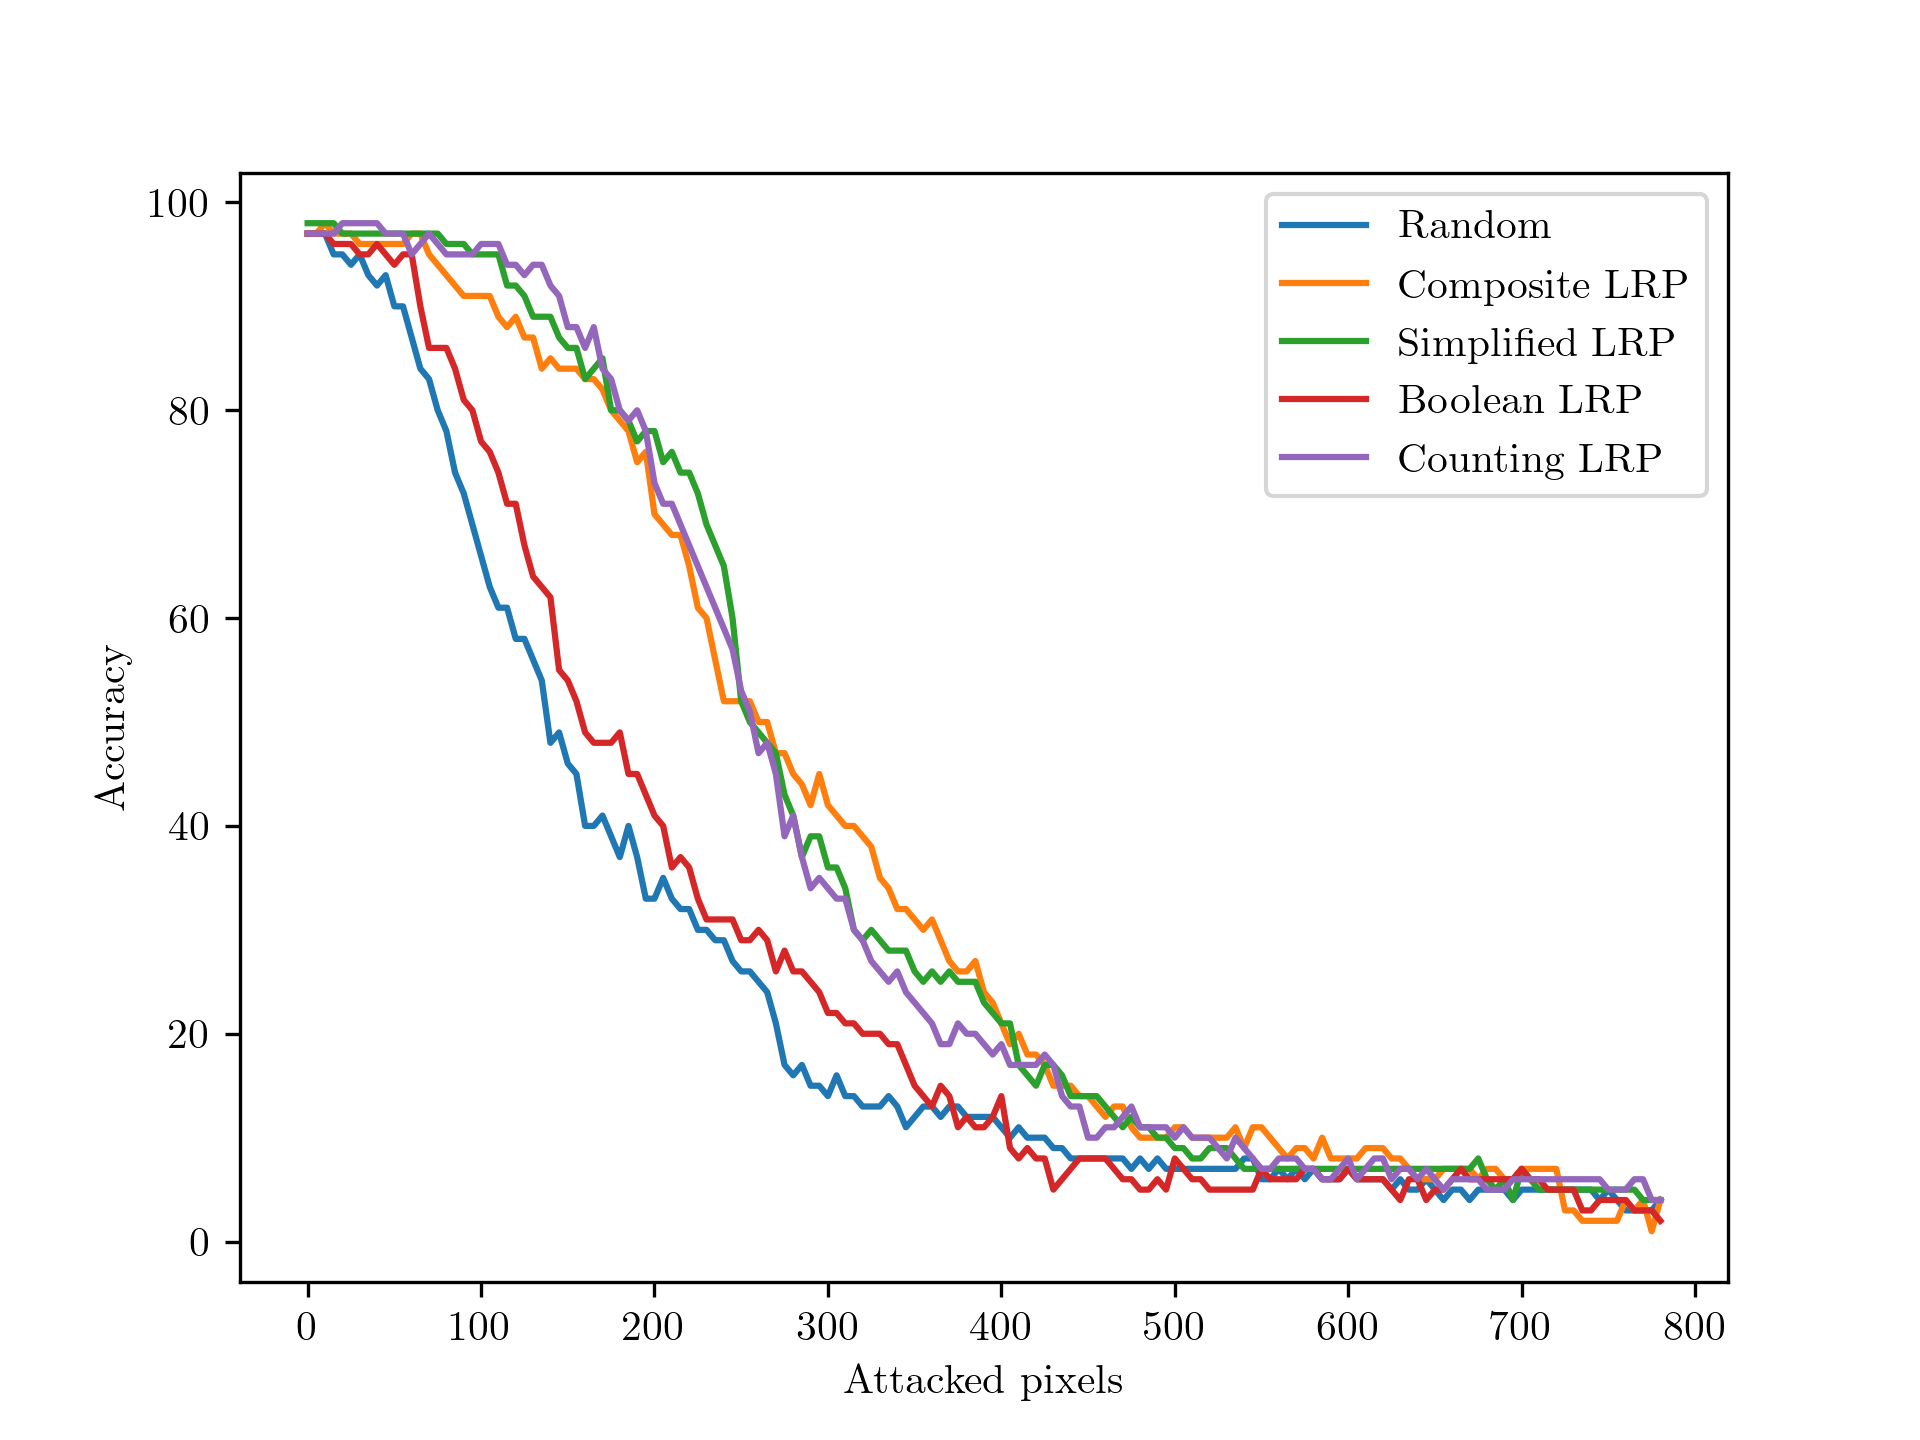 100
80
60
40
20
0
Accuracy
0 100 200 300 400 500 600 700 800
Attacked pixels
Random
Composite LRP
Simplified LRP
Boolean LRP
Counting LRP